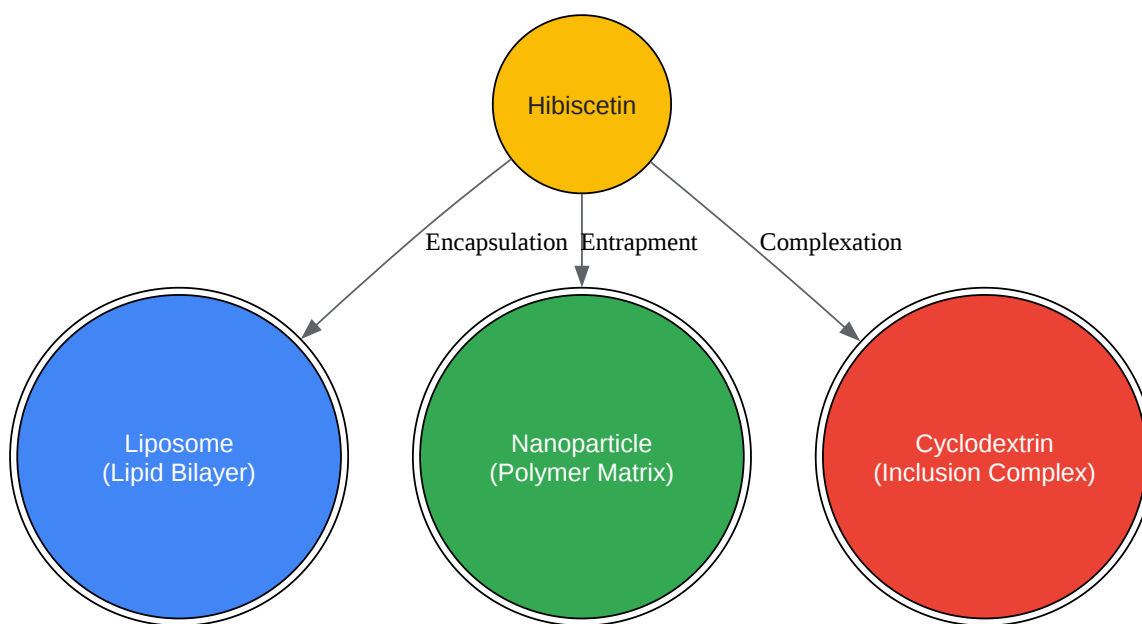 Hibiscetin
Encapsulation
Entrapment
Complexation
Liposome
(Lipid Bilayer)
Nanoparticle
(Polymer Matrix)
Cyclodextrin
(Inclusion Complex)